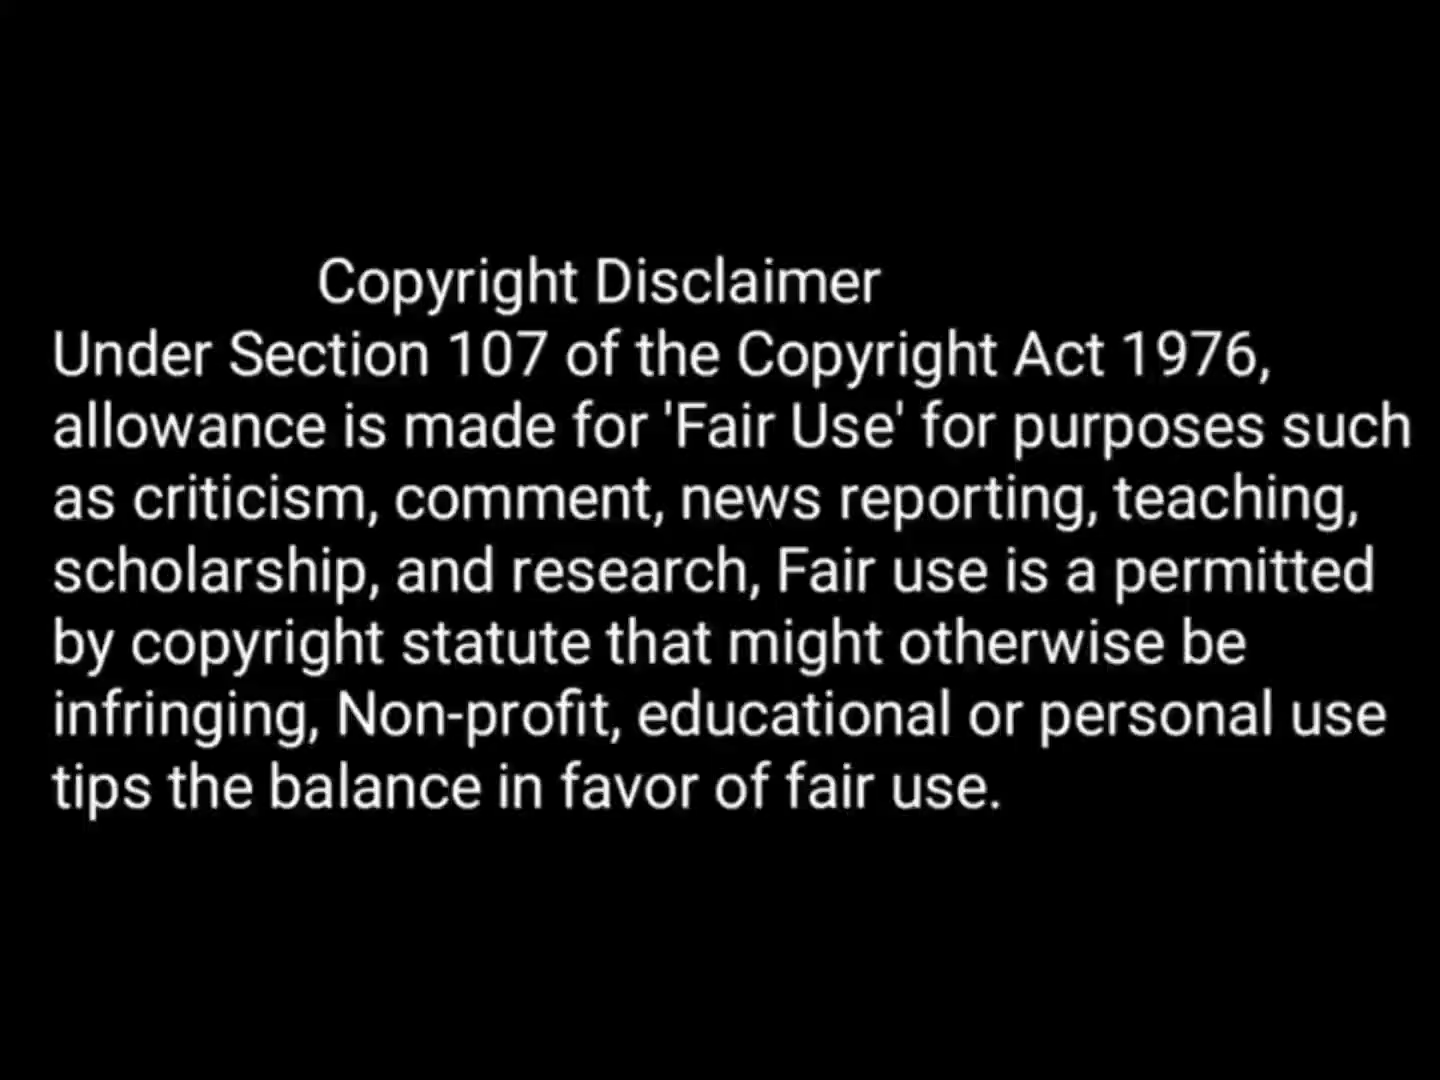 Copyright Disclaimer
Under Section 107 of the Copyright Act 1976,
allowance is made for 'Fair Use' for purposes such
as criticism, comment, news reporting, teaching,
scholarship, and research, Fair use is a permitted
by copyright statute that might otherwise be
infringing, Non-profit, educational or personal use
tips the balance in favor of fair use.